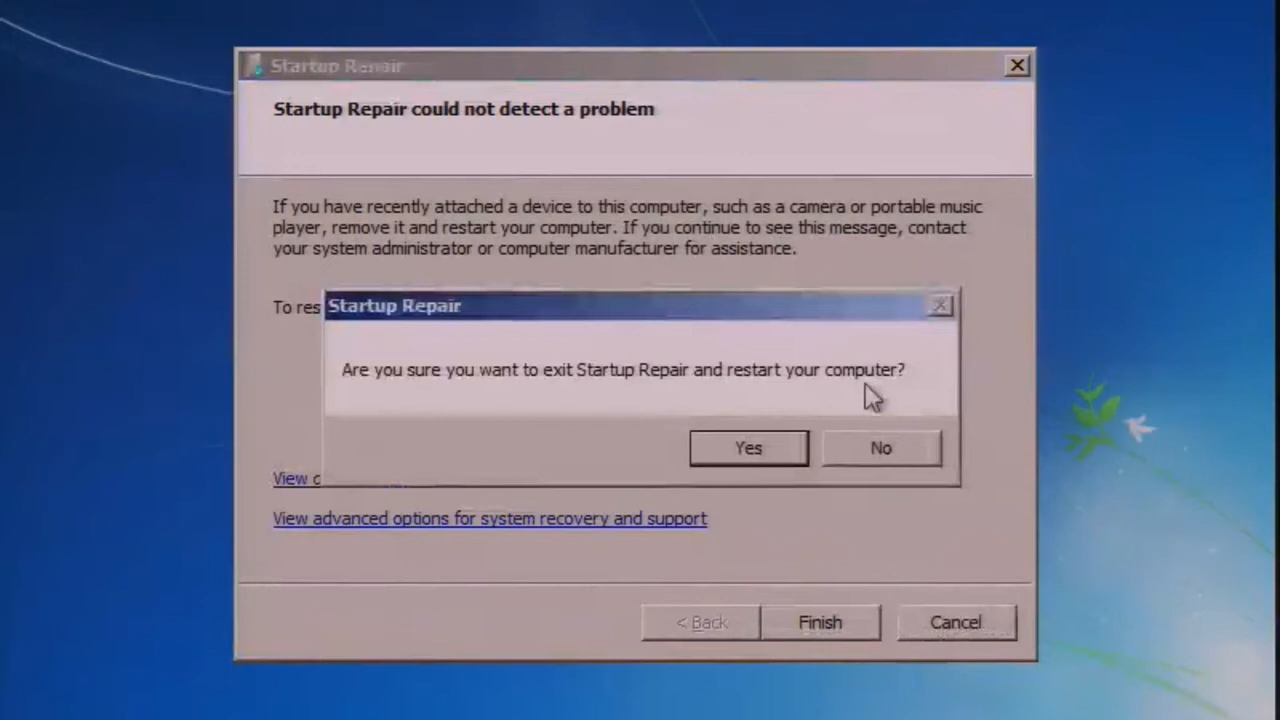 Startup Repair
Startup Repair could not detect a problem
If you have recently attached a device to this computer, such as a camera or portable music
player, remove it and restart your computer. If you continue to see this message, contact
your system administrator or computer manufacturer for assistance.
To res
Startup Repair
Are you sure you want to exit Startup Repair and restart your computer?
Yes
No
View
View advanced options for system recovery and support
< Back
Finish
Cancel